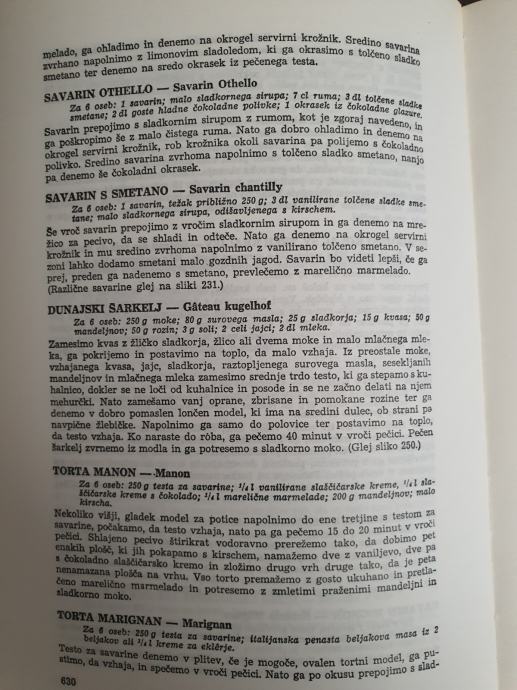 melado, ga ohladimo in denemo na okrogel servirni krožnik. Sredino savarina
zvrhano napolnimo z limonovim sladoledom, ki ga okrasimo s tolčeno sladko
smetano ter denemo na sredo okrasek iz pečenega testa.
SAVARIN OTHELLO — Savarin Othello
Za 6 oseb: 1 savarin; malo sladkornega sirupa; 7 cl ruma; 3 dl tolčene sladke
smetane; 2 dl goste hladne čokoladne polivke; 1 okrasek iz čokoladne glazure.
Savarin prepojimo s sladkornim sirupom z rumom, kot je zgoraj navedeno, in
ga poškropimo še z malo čistega ruma. Nato ga dobro ohladimo in denemo na
okrogel servirni krožnik, rob krožnika okoli savarina pa polijemo s čokoladno
polivko. Sredino savarina zvrhoma napolnimo s tolčeno sladko smetano, nanjo
pa denemo še čokoladni okrasek.
SAVARIN S SMETANO — Savarin chantilly
Za 6 oseb: 1 savarin, težak približno 250 g; 3 dl vanilirane tolčene sladke sme-
tane; malo sladkornega sirupa, odišavljenega s kirschem.
Še vroč savarin prepojimo z vročim sladkornim sirupom in ga denemo na mre-
žico za pecivo, da se shladi in odteče. Nato ga denemo na okrogel servirni
krožnik in mu sredino zvrhoma napolnimo z vanilirano tolčeno smetano. V se-
zoni lahko dodamo smetani malo gozdnih jagod. Savarin bo videti lepši, če ga
prej, preden ga nadenemo s smetano, prevlečemo z marelično marmelado.
(Različne savarine glej na sliki 231.)
DUNAJSKI ŠARKELJ — Gâteau kugelhof
Za 6 oseb: 250 g moke; 80 g surovega masla; 25 g sladkorja; 15 g kvasa; 50 g
mandeljnov; 50 g rozin; 3 g soli; 2 celi jajci; 2 dl mleka.
Zamesimo kvas z žličko sladkorja, žlico ali dvema moke in malo mlačnega mle-
ka, ga pokrijemo in postavimo na toplo, da malo vzhaja. Iz preostale moke,
vzhajanega kvasa, jajc, sladkorja, raztopljenega surovega masla, sesekljanih
mandeljnov in mlačnega mleka zamesimo srednje trdo testo, ki ga stepamo s ku-
halnico, dokler se ne loči od kuhalnice in posode in se ne začno delati na njem
mehurčki. Nato zamešamo vanj oprane, zbrisane in pomokane rozine ter ga
denemo v dobro pomaslen lončen model, ki ima na sredini dulec, ob strani pa
navpične žlebičke. Napolnimo ga samo do polovice ter postavimo na toplo,
da testo vzhaja. Ko naraste do roba, ga pečemo 40 minut v vroči pečici. Pečen
šarkelj zvrnemo iz modla in ga potresemo s sladkorno moko. (Glej sliko 250.)
TORTA MANON — Manon
Za 6 oseb: 250 g testa za savarine; ¼ l vanilirane slaščičarske kreme, ¼ l sla-
ščičarske kreme s čokolado; ¼ l marelične marmelade; 200 g mandeljnov; malo
kirscha.
Nekoliko višji, gladek model za potice napolnimo do ene tretjine s testom za
savarine, počakamo, da testo vzhaja, nato pa ga pečemo 15 do 20 minut v vroči
pečici. Shlajeno pecivo štirikrat vodoravno prerežemo tako, da dobimo pet
enakih plošč, ki jih pokapamo s kirschem, namažemo dve z vaniljevo, dve pa
s čokoladno slaščičarsko kremo in zložimo drugo vrh druge tako, da je peta
nenamazana plošča na vrhu. Vso torto premažemo z gosto ukuhano in pretla-
čeno marelično marmelado in potresemo z zmletimi praženimi mandeljni in
sladkorno moko.
TORTA MARIGNAN — Marignan
Za 6 oseb: 250 g testa za savarine; italijanska penasta beljakova masa iz 2
beljakov ali ½ l kreme za eklêrje.
Testo za savarine denemo v plitev, če je mogoče, ovalen tortni model, ga pu-
stimo, da vzhaja, in spečemo v vroči pečici. Nato ga po okusu prepojimo s slad-
630